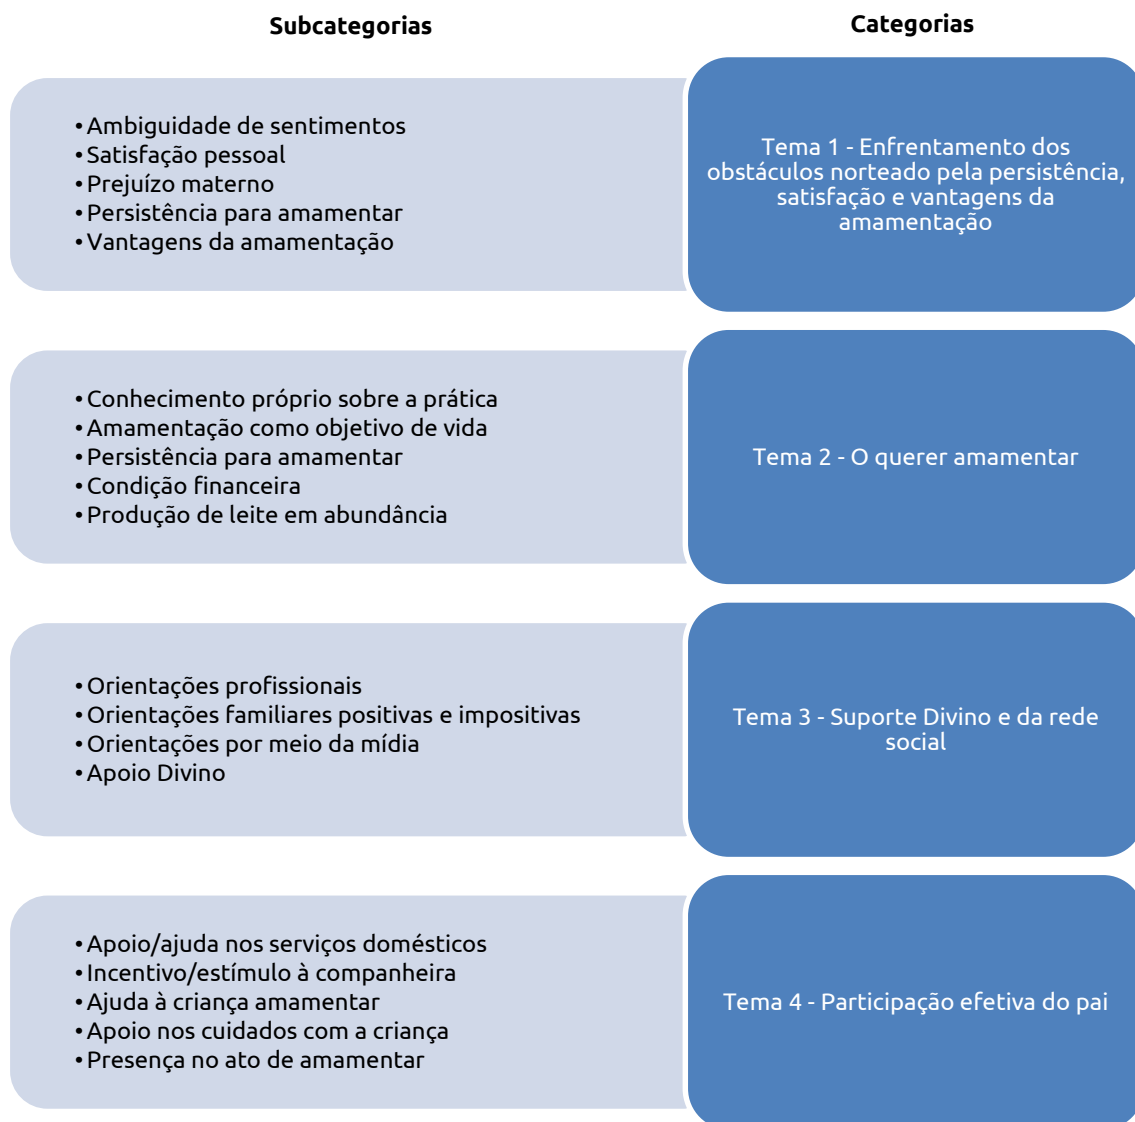 Subcategorias
Categorias
•Ambiguidade de sentimentos
•Satisfação pessoal
•Prejuízo materno
•Persistência para amamentar
•Vantagens da amamentação
Tema 1 - Enfrentamento dos
obstáculos norteado pela persistência,
satisfação e vantagens da
amamentação
•Conhecimento próprio sobre a prática
•Amamentação como objetivo de vida
•Persistência para amamentar
•Condição financeira
•Produção de leite em abundância
Tema 2 - O querer amamentar
•Orientações profissionais
•Orientações familiares positivas e impositivas
•Orientações por meio da mídia
•Apoio Divino
Tema 3 - Suporte Divino e da rede
social
•Apoio/ajuda nos serviços domésticos
•Incentivo/estímulo à companheira
•Ajuda à criança amamentar
•Apoio nos cuidados com a criança
•Presença no ato de amamentar
Tema 4 - Participação efetiva do pai